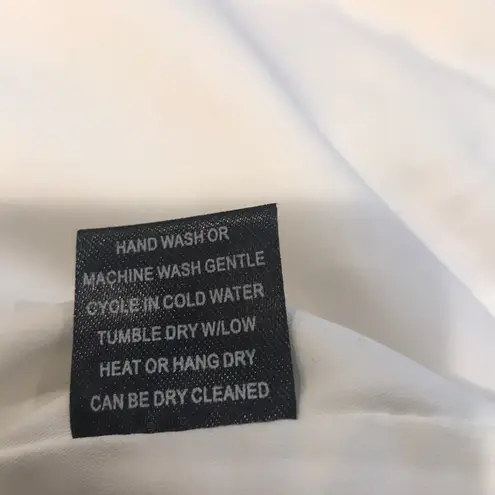 HAND WASH OR
MACHINE WASH GENTLE
CYCLE IN COLD WATER
TUMBLE DRY W/LOW
HEAT OR HANG DRY
CAN BE DRY CLEANED